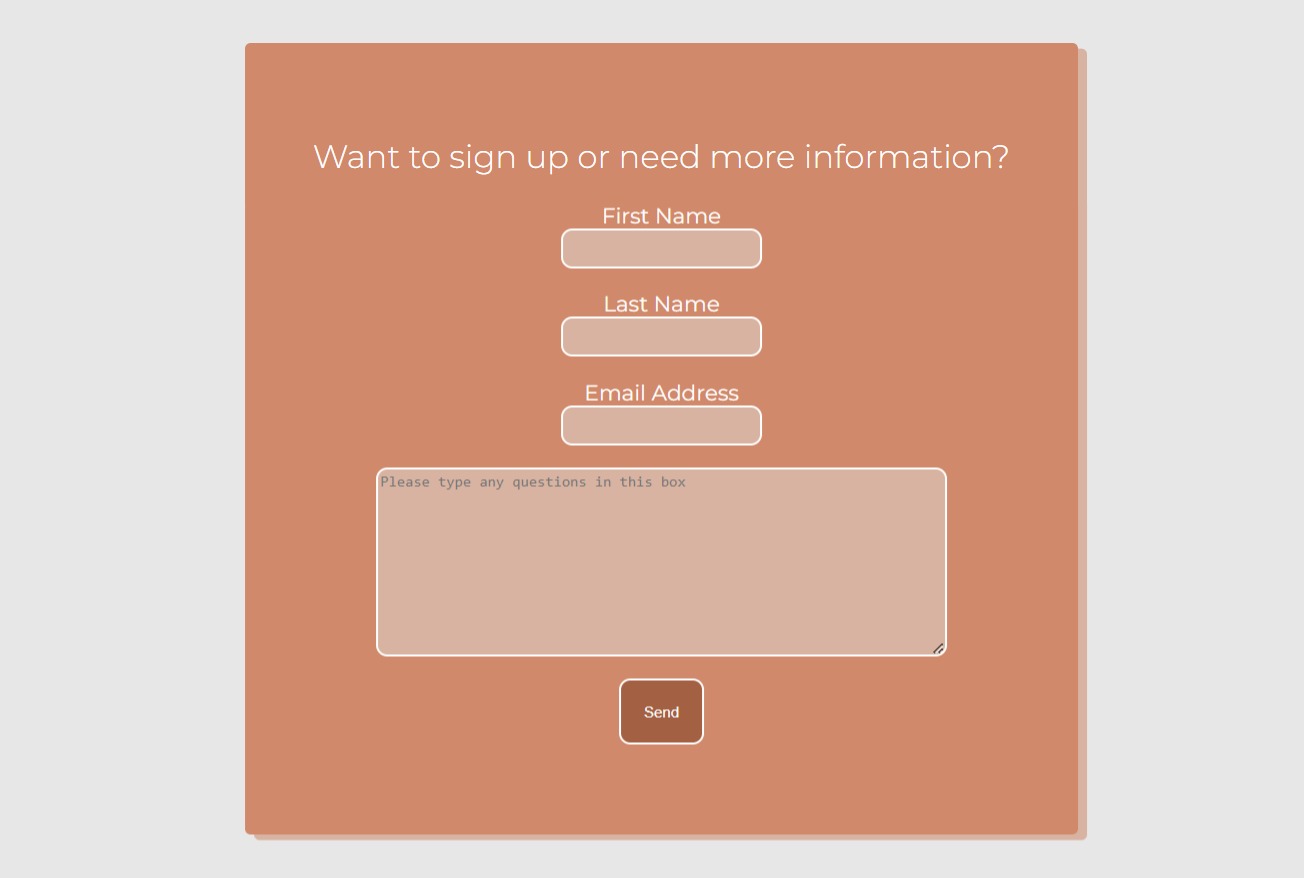 Want to sign up or need more information?
First Name
Last Name
Email Address
Please type any questions in this box
Send